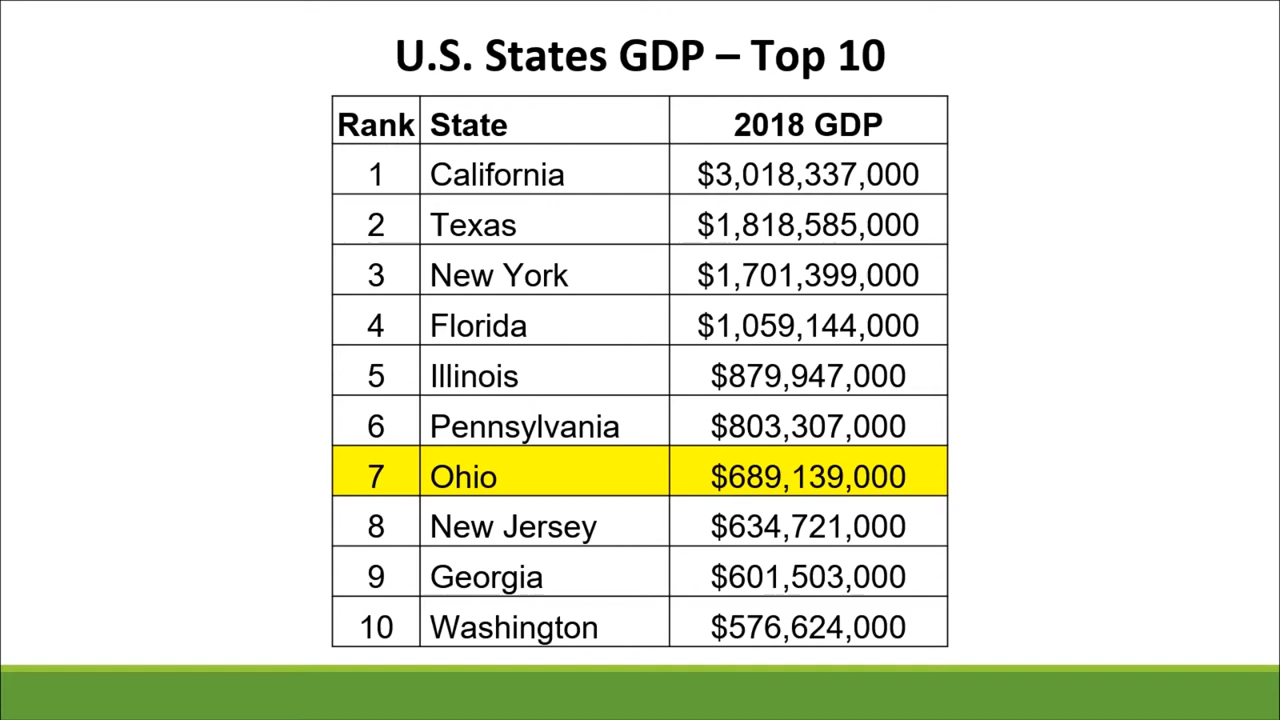 U.S. States GDP – Top 10
Rank State 2018 GDP
1 California $3,018,337,000
2 Texas $1,818,585,000
3 New York $1,701,399,000
4 Florida $1,059,144,000
5 Illinois $879,947,000
6 Pennsylvania $803,307,000
7 Ohio $689,139,000
8 New Jersey $634,721,000
9 Georgia $601,503,000
10 Washington $576,624,000